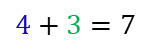 4 + 3 = 7